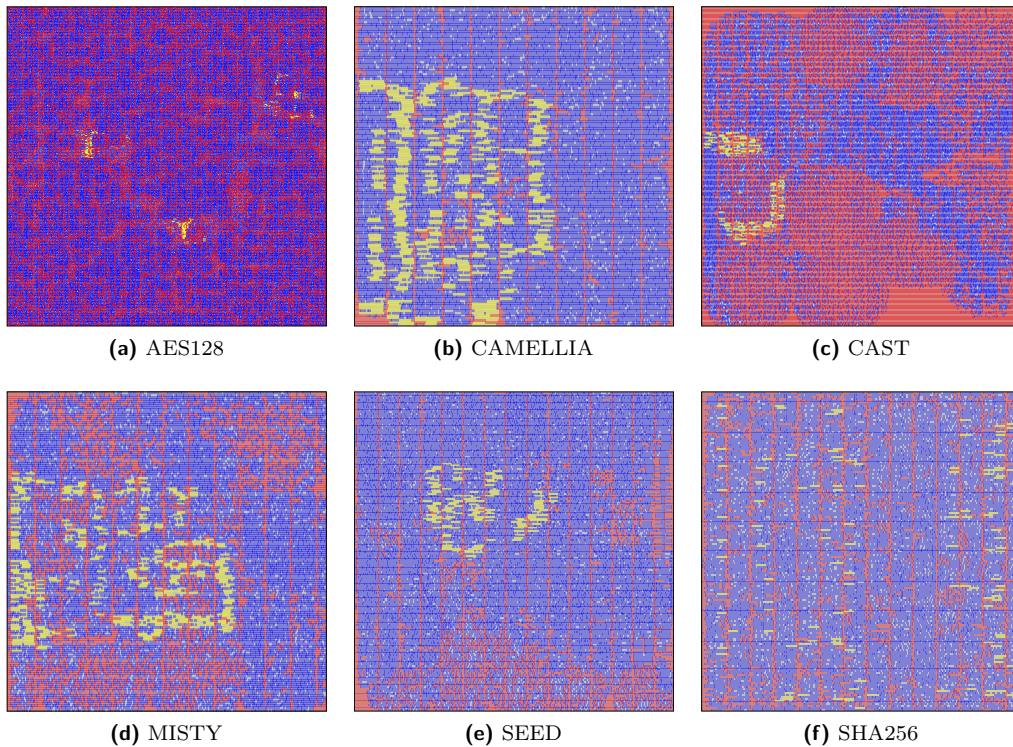 (a) AES128
(b) CAMELLIA
(c) CAST
(d) MISTY
(e) SEED
(f) SHA256